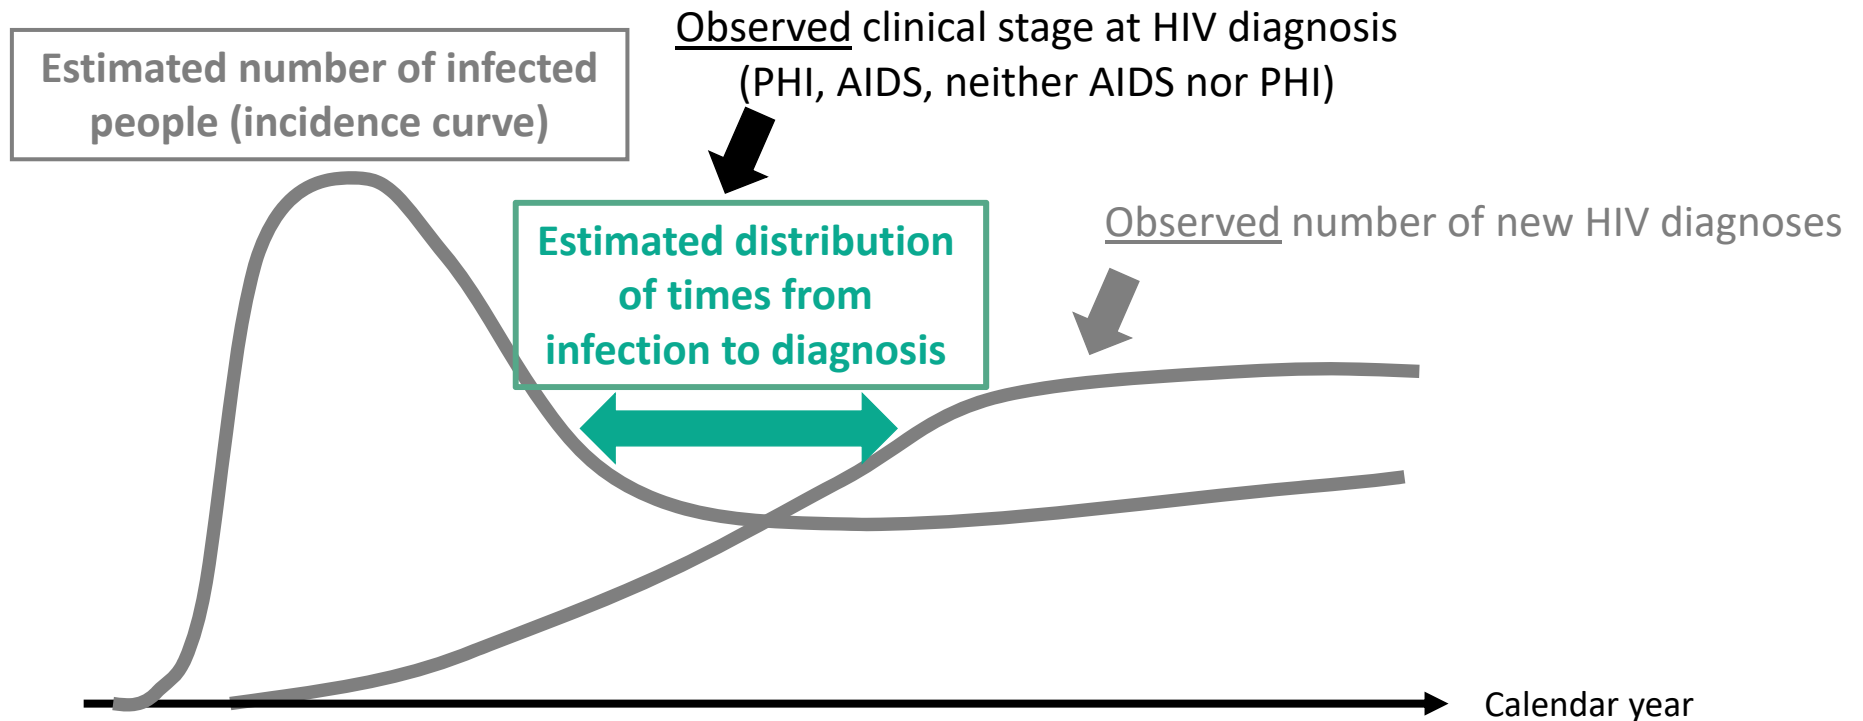 Observed clinical stage at HIV diagnosis
(PHI, AIDS, neither AIDS nor PHI)
Estimated number of infected
people (incidence curve)
Estimated distribution
of times from
infection to diagnosis
Observed number of new HIV diagnoses
Calendar year